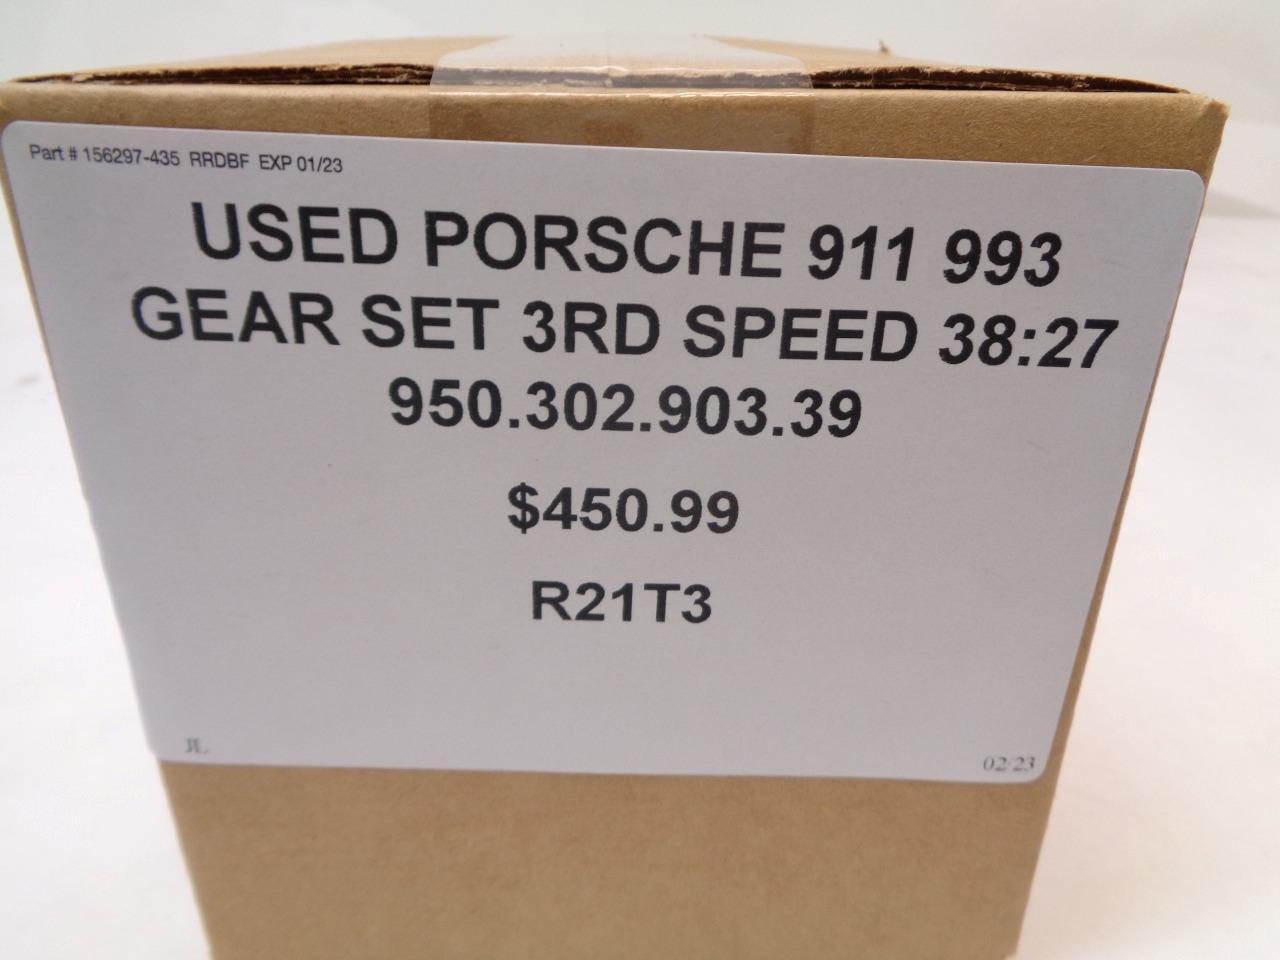 Part # 156297-435 RRDBF EXP 01/23
USED PORSCHE 911 993
GEAR SET 3RD SPEED 38:27
950.302.903.39
$450.99
R21T3
JL
02/23